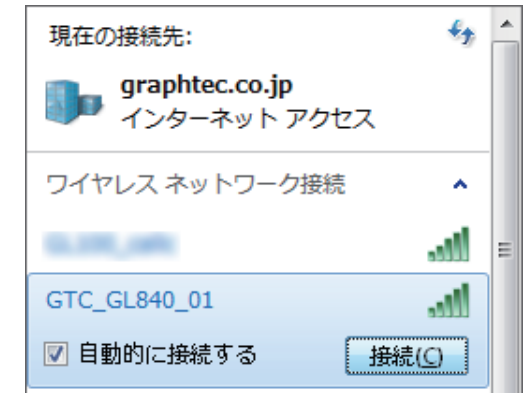 現在の接続先:
graphtec.co.jp
インターネット アクセス
ワイヤレス ネットワーク接続
GTC_GL840_01
自動的に接続する
接続(C)